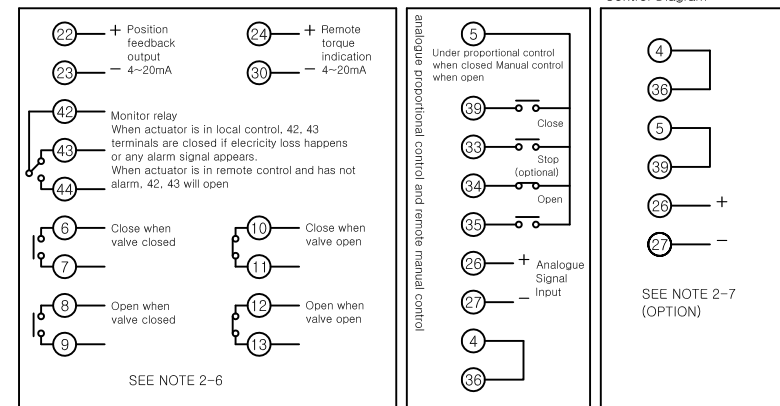 Control Diagram
22 + Position
feedback
output
23 − 4~20mA
24 + Remote
torque
indication
30 − 4~20mA
42
43
44
Monitor relay
When actuator is in local control, 42, 43
terminals are closed if elecricity loss happens
or any alarm signal appears.
When actuator is in remote control and has not
alarm, 42, 43 will open
6
7
Close when
valve closed
10
11
Close when
valve open
8
9
Open when
valve closed
12
13
Open when
valve open
SEE NOTE 2-6
analogue proportional control and remote manual control
5
Under proportional control
when closed Manual control
when open
39
Close
33
Stop
(optional)
34
Open
35
26 + Analogue
Signal
Input
27 −
4
36
4
36
5
39
26 +
27 −
SEE NOTE 2-7
(OPTION)